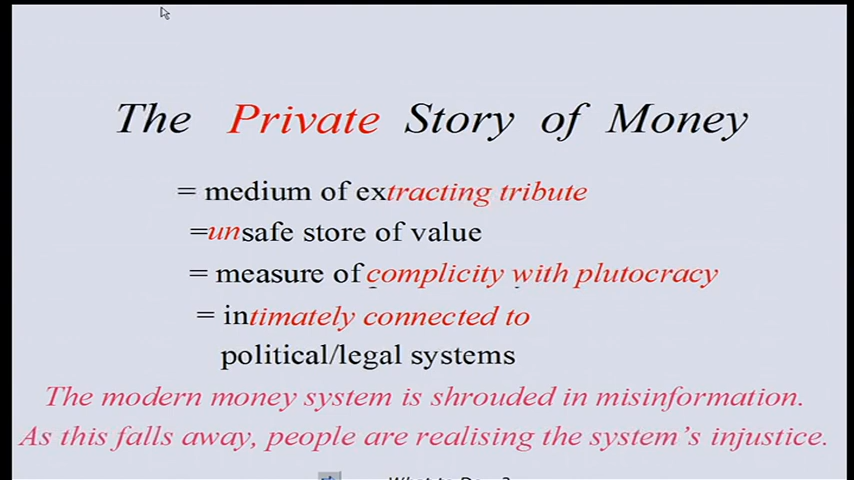 The Private Story of Money
= medium of extracting tribute
=unsafe store of value
= measure of complicity with plutocracy
= intimately connected to
political/legal systems
The modern money system is shrouded in misinformation.
As this falls away, people are realising the system's injustice.